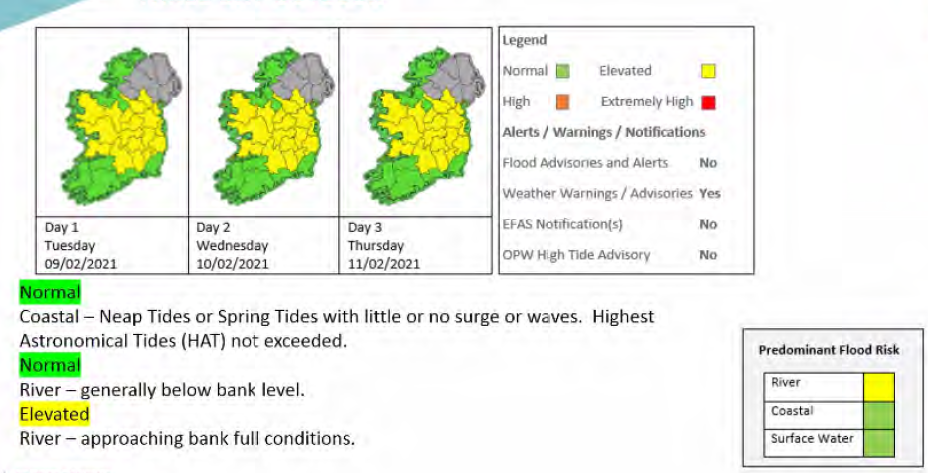 Day 1
Tuesday
09/02/2021
Day 2
Wednesday
10/02/2021
Day 3
Thursday
11/02/2021
Legend
Normal Elevated
High Extremely High
Alerts / Warnings / Notifications
Flood Advisories and Alerts No
Weather Warnings / Advisories Yes
EFAS Notification(s) No
OPW High Tide Advisory No
Normal
Coastal – Neap Tides or Spring Tides with little or no surge or waves. Highest
Astronomical Tides (HAT) not exceeded.
Normal
River – generally below bank level.
Elevated
River – approaching bank full conditions.
Predominant Flood Risk
River
Coastal
Surface Water